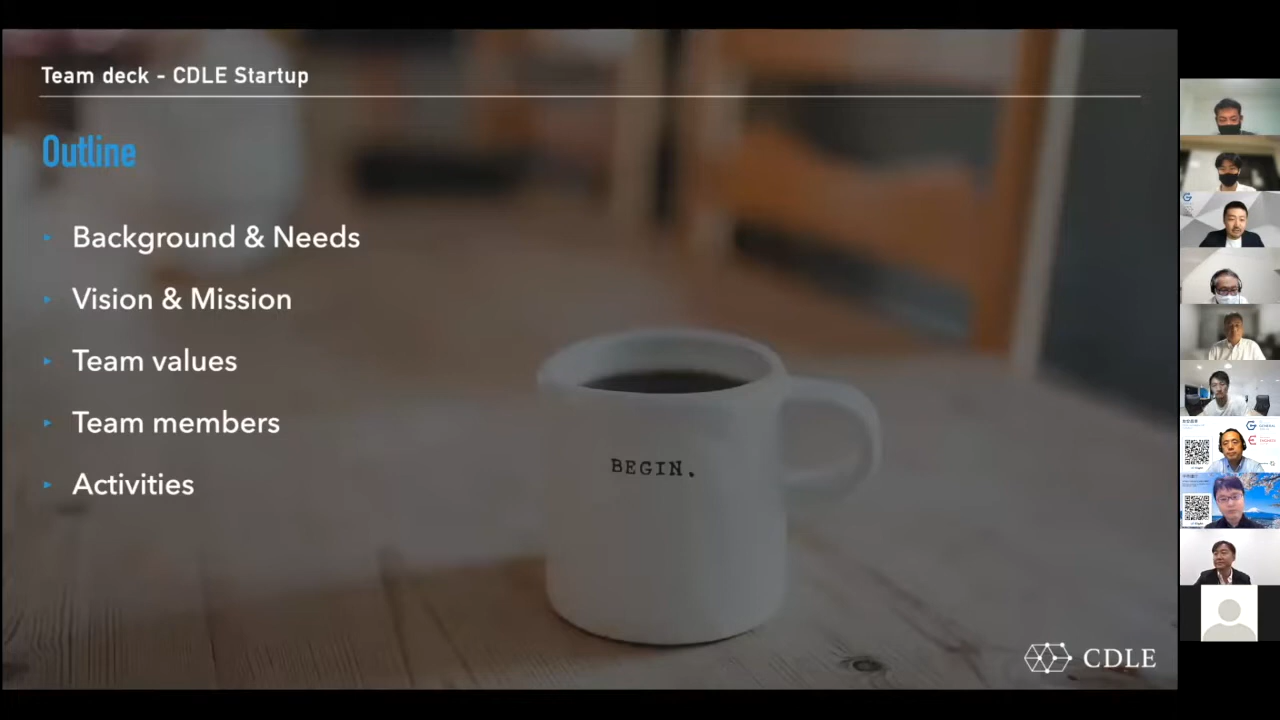 Team deck - CDLE Startup
Outline
Background & Needs
Vision & Mission
Team values
Team members
Activities
BEGIN.
CDLE